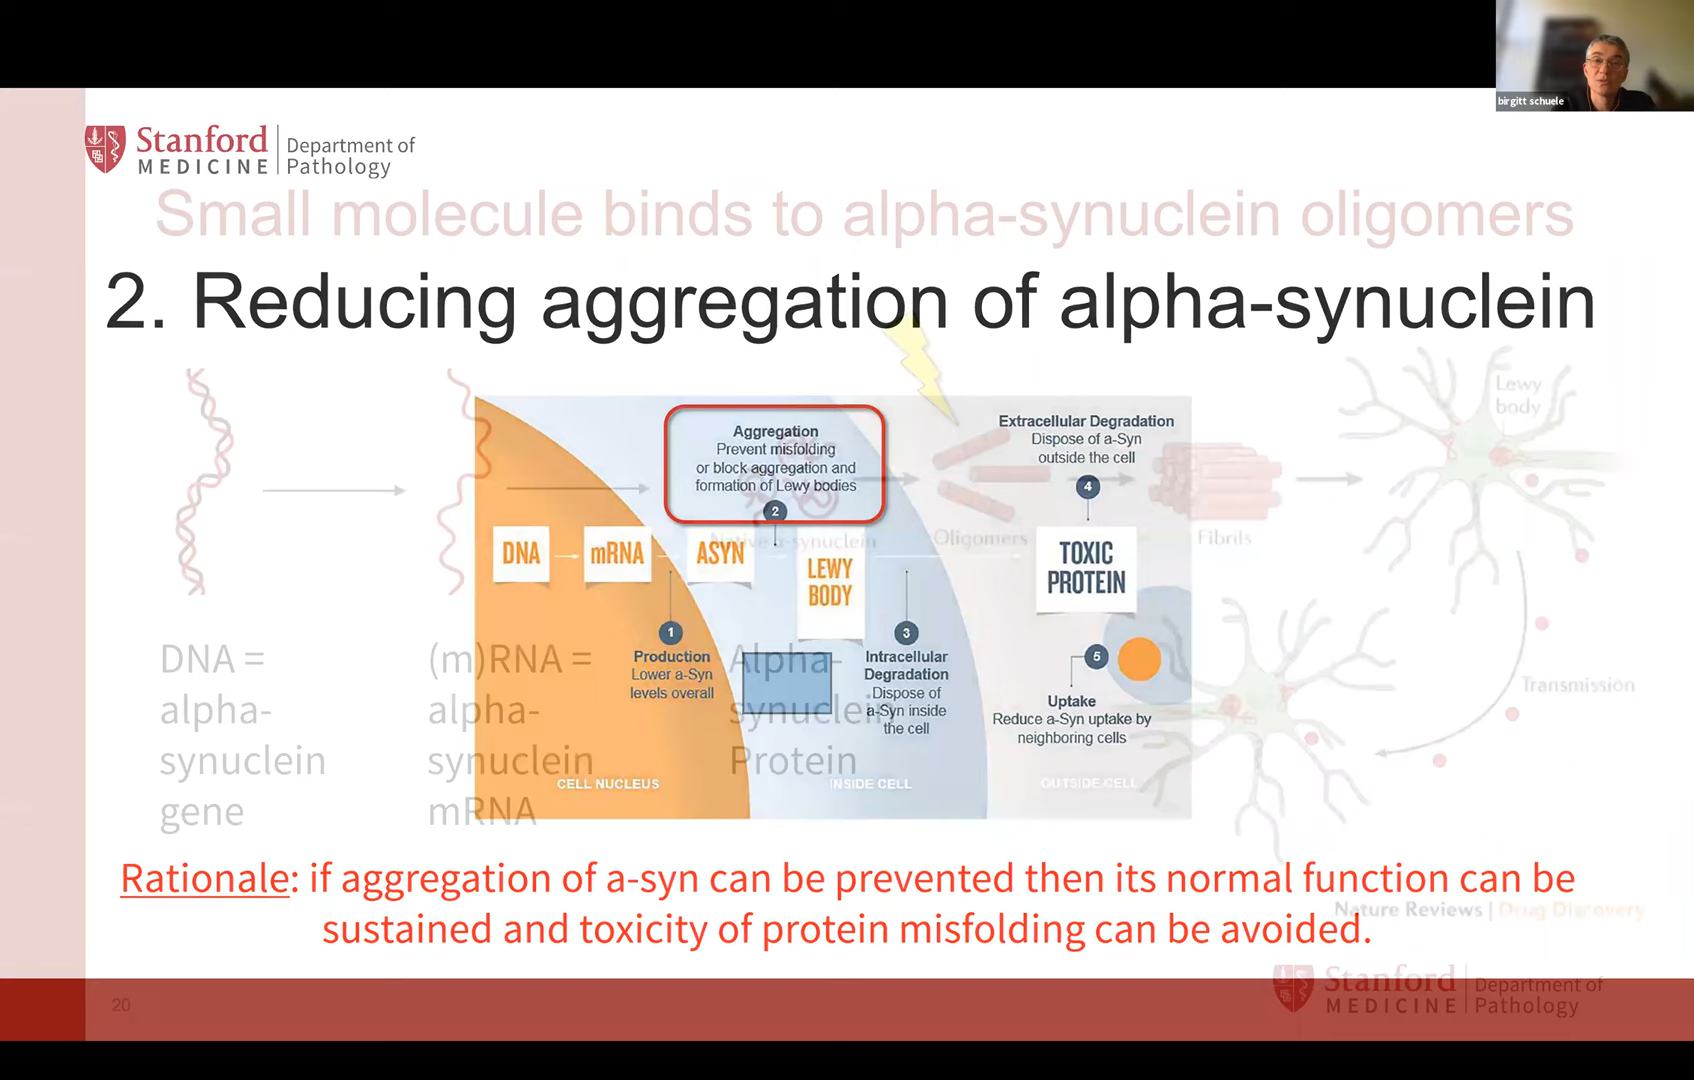 birgitt schuele
Stanford
MEDICINE
Department of
Pathology
Small molecule binds to alpha-synuclein oligomers
2. Reducing aggregation of alpha-synuclein
Lewy
body
Aggregation
Prevent misfolding
or block aggregation and
formation of Lewy bodies
2
Extracellular Degradation
Dispose of a-Syn
outside the cell
4
Native α-synuclein
Oligomers
Fibrils
DNA
mRNA
ASYN
LEWY
BODY
TOXIC
PROTEIN
1
Production
Lower a-Syn
levels overall
3
Intracellular
Degradation
Dispose of
a-Syn inside
the cell
5
Uptake
Reduce a-Syn uptake by
neighboring cells
Transmission
DNA =
alpha-
synuclein
gene
(m)RNA =
alpha-
synuclein
mRNA
Alpha-
synuclein
Protein
CELL NUCLEUS
INSIDE CELL
OUTSIDE CELL
Rationale: if aggregation of a-syn can be prevented then its normal function can be
sustained and toxicity of protein misfolding can be avoided.
Nature Reviews | Drug Discovery
20
Stanford
MEDICINE
Department of
Pathology